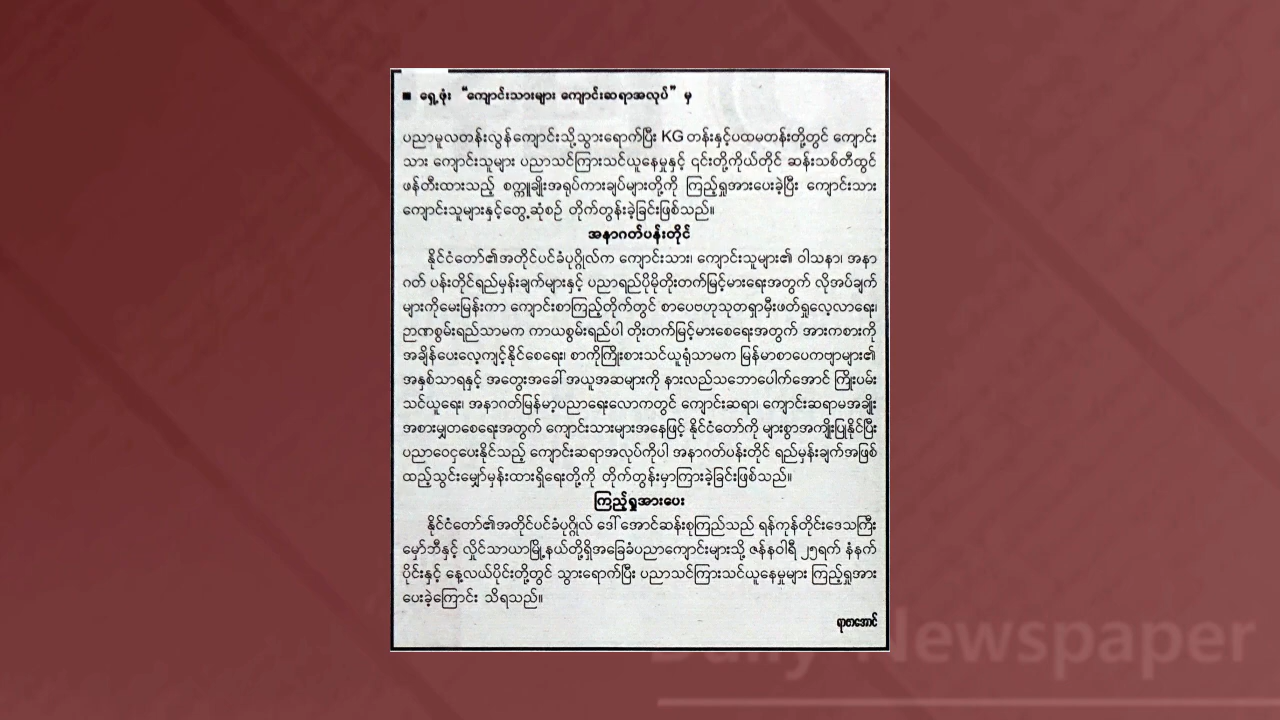 ■ ရှေ့ဖုံး “ကျောင်းသားများ ကျောင်းဆရာအလုပ်” မှ
ပညာမူလတန်းလွန်ကျောင်းသို့သွားရောက်ပြီး KG တန်းနှင့်ပထမတန်းတို့တွင် ကျောင်း
သား ကျောင်းသူများ ပညာသင်ကြားသင်ယူနေမှုနှင့် ၎င်းတို့ကိုယ်တိုင် ဆန်းသစ်တီထွင်
ဖန်တီးထားသည့် စက္ကူချိုးအရုပ်ကားချပ်များတို့ကို ကြည့်ရှုအားပေးခဲ့ပြီး ကျောင်းသား
ကျောင်းသူများနှင့်တွေ့ဆုံစဉ် တိုက်တွန်းခဲ့ခြင်းဖြစ်သည်။
အနာဂတ်ပန်းတိုင်
နိုင်ငံတော်၏အတိုင်ပင်ခံပုဂ္ဂိုလ်က ကျောင်းသား၊ ကျောင်းသူများ၏ ဝါသနာ၊ အနာ
ဂတ် ပန်းတိုင်ရည်မှန်းချက်များနှင့် ပညာရည်ပိုမိုတိုးတက်မြင့်မားရေးအတွက် လိုအပ်ချက်
များကိုမေးမြန်းကာ ကျောင်းစာကြည့်တိုက်တွင် စာပေဗဟုသုတရှာမှီးဖတ်ရှုလေ့လာရေး၊
ဉာဏစွမ်းရည်သာမက ကာယစွမ်းရည်ပါ တိုးတက်မြင့်မားစေရေးအတွက် အားကစားကို
အချိန်ပေးလေ့ကျင့်နိုင်စေရေး၊ စာကိုကြိုးစားသင်ယူရုံသာမက မြန်မာစာပေကဗျာများ၏
အနှစ်သာရနှင့် အတွေးအခေါ် အယူအဆများကို နားလည်သဘောပေါက်အောင် ကြိုးပမ်း
သင်ယူရေး၊ အနာဂတ်မြန်မာ့ပညာရေးလောကတွင် ကျောင်းဆရာ၊ ကျောင်းဆရာမအချိုး
အစားမျှတစေရေးအတွက် ကျောင်းသားများအနေဖြင့် နိုင်ငံတော်ကို များစွာအကျိုးပြုနိုင်ပြီး
ပညာဝေငှပေးနိုင်သည့် ကျောင်းဆရာအလုပ်ကိုပါ အနာဂတ်ပန်းတိုင် ရည်မှန်းချက်အဖြစ်
ထည့်သွင်းမျှော်မှန်းထားရှိရေးတို့ကို တိုက်တွန်းမှာကြားခဲ့ခြင်းဖြစ်သည်။
ကြည့်ရှုအားပေး
နိုင်ငံတော်၏အတိုင်ပင်ခံပုဂ္ဂိုလ် ဒေါ်အောင်ဆန်းစုကြည်သည် ရန်ကုန်တိုင်းဒေသကြီး
မှော်ဘီနှင့် လှိုင်သာယာမြို့နယ်တို့ရှိအခြေခံပညာကျောင်းများသို့ ဇန်နဝါရီ ၂၅ရက် နံနက်
ပိုင်းနှင့် နေ့လယ်ပိုင်းတို့တွင် သွားရောက်ပြီး ပညာသင်ကြားသင်ယူနေမှုများ ကြည့်ရှုအား
ပေးခဲ့ကြောင်း သိရသည်။
ရာဇာအောင်
Daily Newspaper